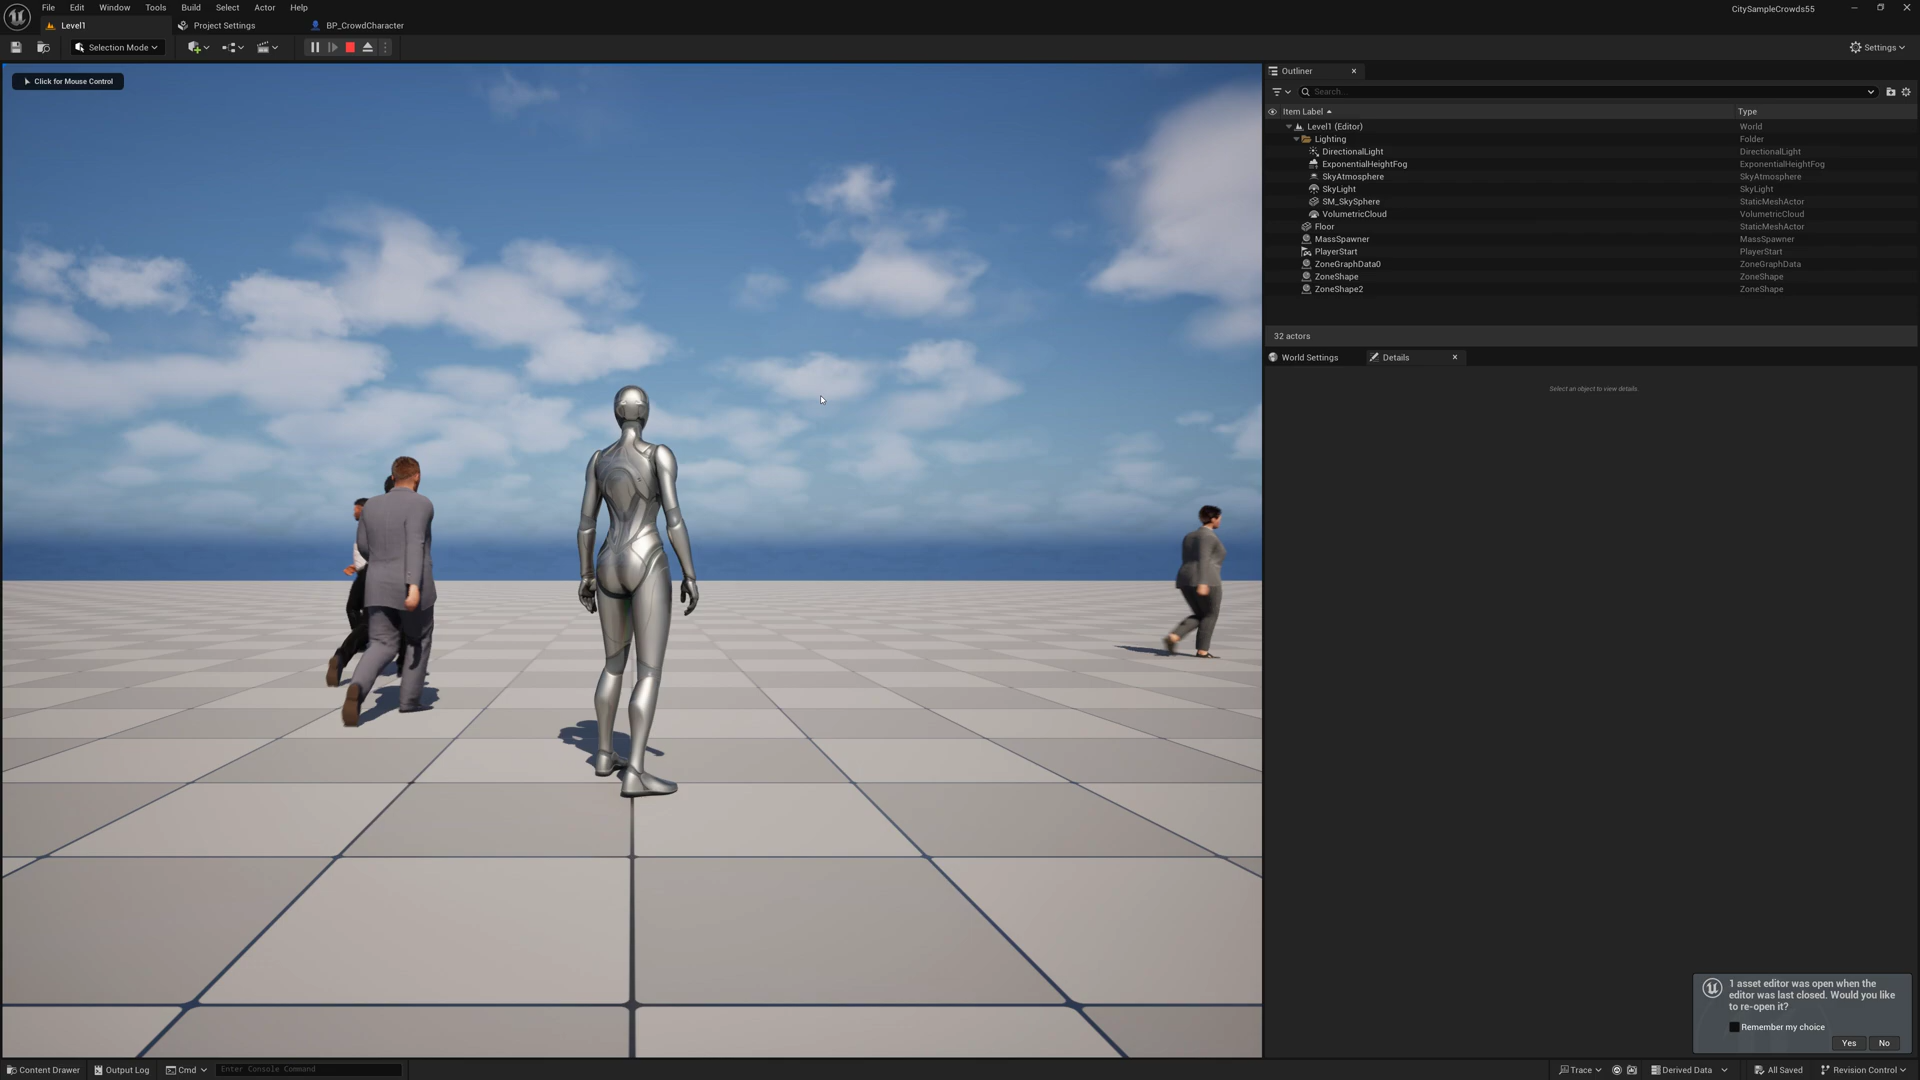 File Edit Window Tools Build Select Actor Help
CitySampleCrowds55
Level1 Project Settings BP_CrowdCharacter
Selection Mode
Settings
Click for Mouse Control
Outliner
Search...
Item Label Type
Level1 (Editor) World
Lighting Folder
DirectionalLight DirectionalLight
ExponentialHeightFog ExponentialHeightFog
SkyAtmosphere SkyAtmosphere
SkyLight SkyLight
SM_SkySphere StaticMeshActor
VolumetricCloud VolumetricCloud
Floor StaticMeshActor
MassSpawner MassSpawner
PlayerStart PlayerStart
ZoneGraphData0 ZoneGraphData
ZoneShape ZoneShape
ZoneShape2 ZoneShape
32 actors
World Settings Details
Select an object to view details.
1 asset editor was open when the
editor was last closed. Would you like
to re-open it?
Remember my choice
Yes No
Content Drawer Output Log Cmd Enter Console Command
Trace Derived Data All Saved Revision Control